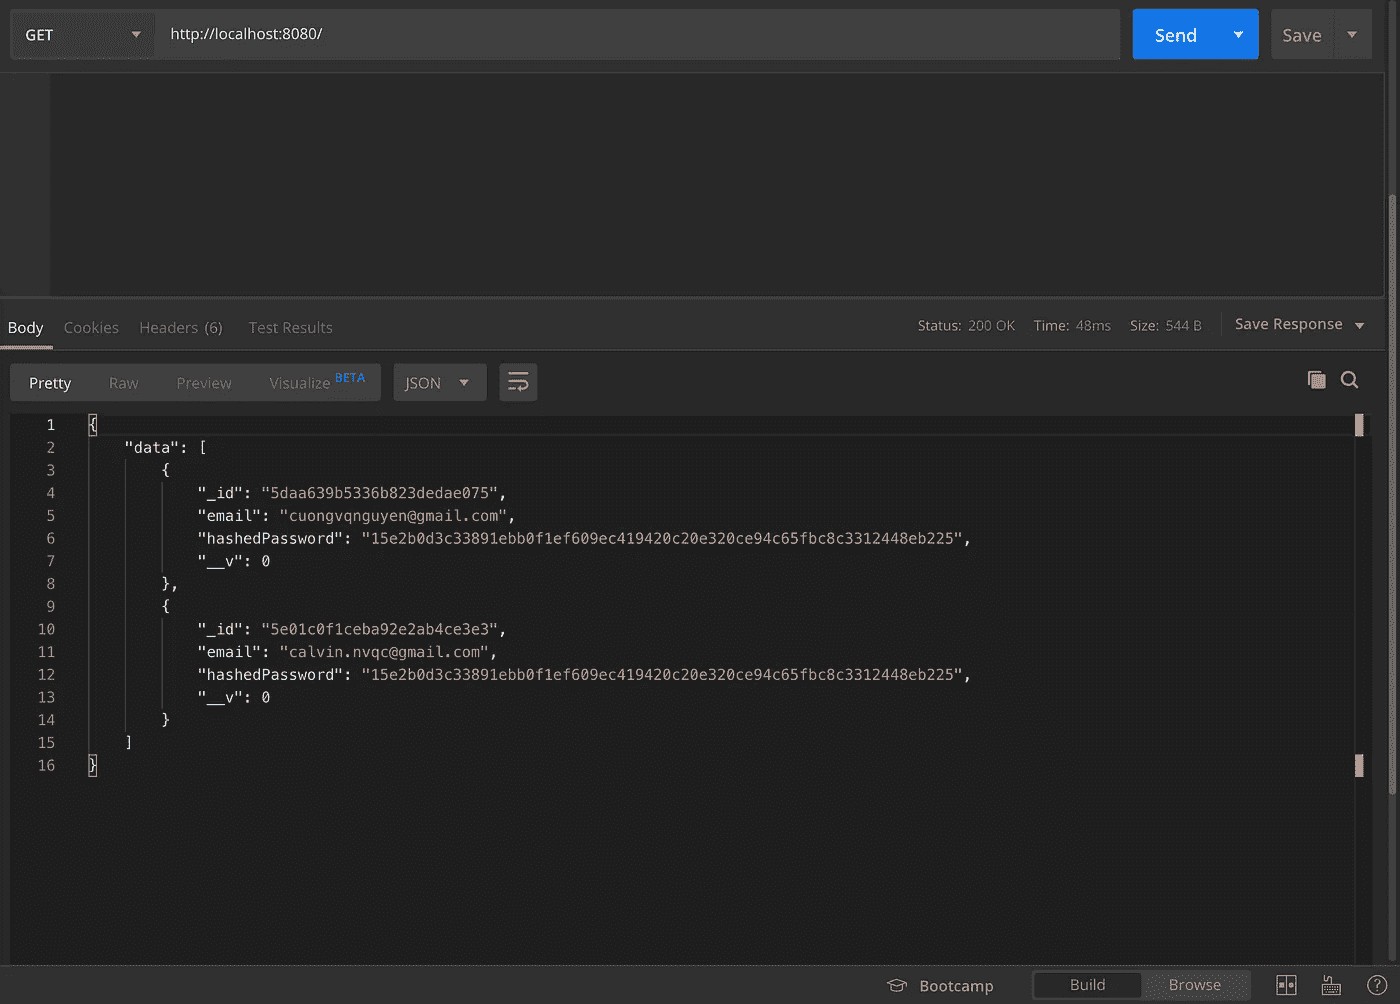 GET http://localhost:8080/ Send Save
Body Cookies Headers (6) Test Results Status: 200 OK Time: 48ms Size: 544 B Save Response
Pretty Raw Preview Visualize BETA JSON
1 {
2 "data": [
3 {
4 "_id": "5daa639b5336b823dedae075",
5 "email": "cuongvqnguyen@gmail.com",
6 "hashedPassword": "15e2b0d3c33891ebb0f1ef609ec419420c20e320ce94c65fbc8c3312448eb225",
7 "__v": 0
8 },
9 {
10 "_id": "5e01c0f1ceba92e2ab4ce3e3",
11 "email": "calvin.nvqc@gmail.com",
12 "hashedPassword": "15e2b0d3c33891ebb0f1ef609ec419420c20e320ce94c65fbc8c3312448eb225",
13 "__v": 0
14 }
15 ]
16 }
Bootcamp Build Browse